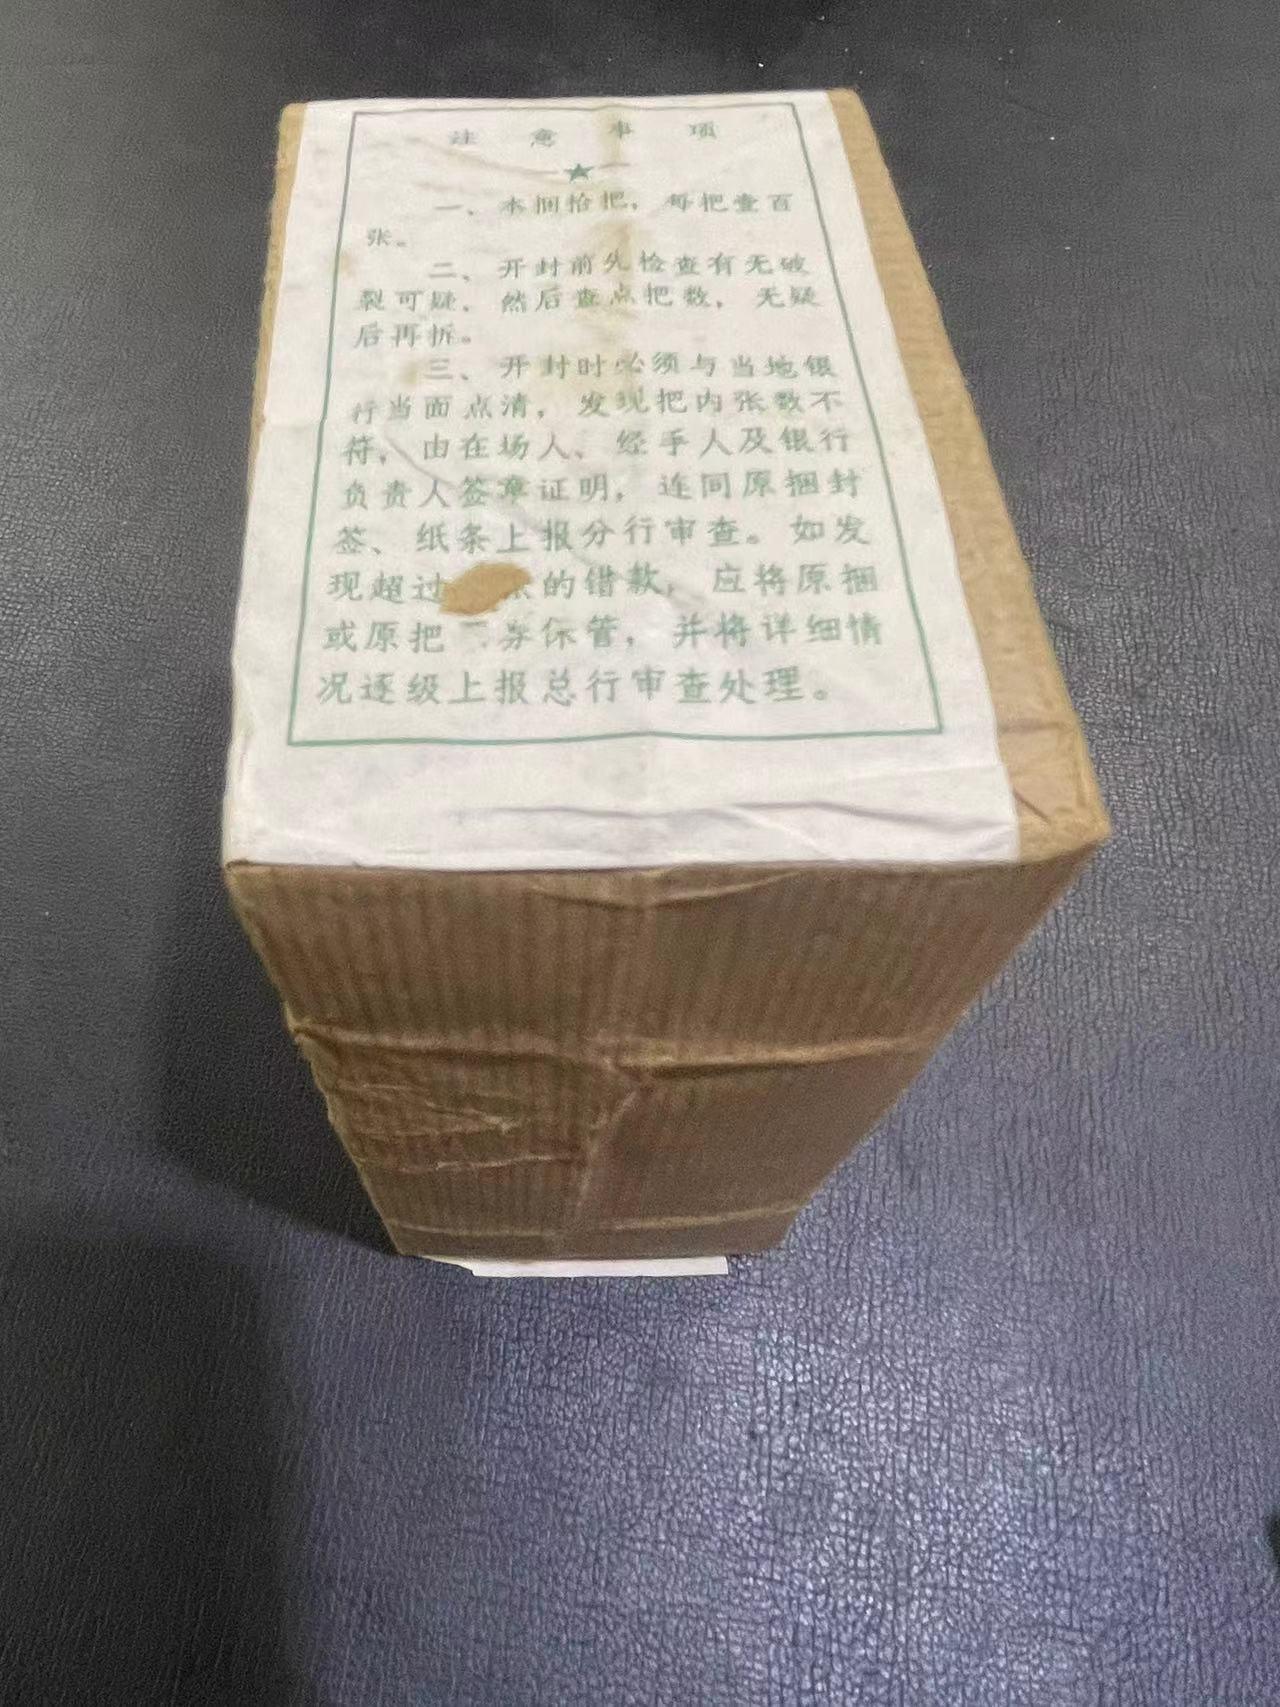 注意事项
一、本捆拾把，每把壹百
张。
二、开封前先检查有无破
裂可疑，然后查点把数，无疑
后再拆。
三、开封时必须与当地银
行当面点清，发现把内张数不
符，由在场人、经手人及银行
负责人签章证明，连同原捆封
签、纸条上报分行审查。如发
现超过 的错款，应将原捆
或原把 券保管，并将详细情
况逐级上报总行审查处理。